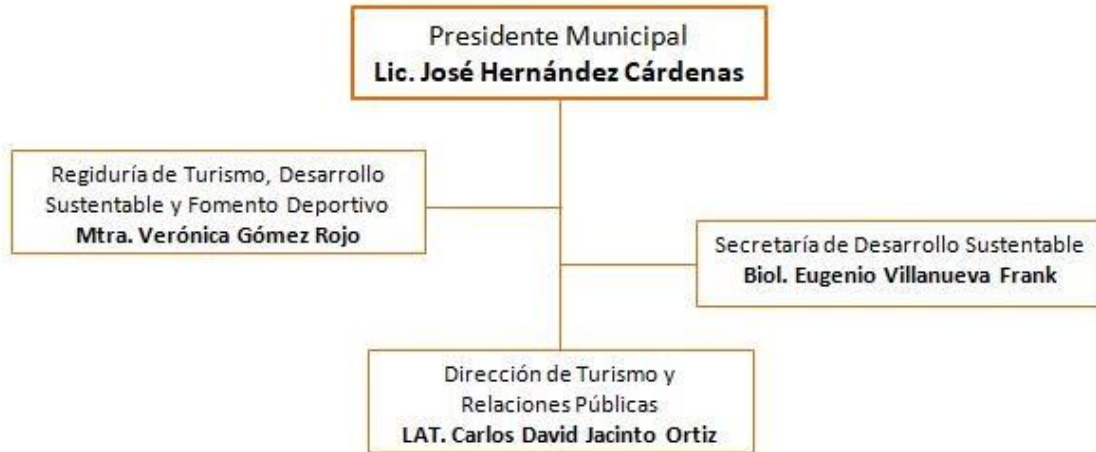 Presidente Municipal
Lic. José Hernández Cárdenas
Regiduría de Turismo, Desarrollo
Sustentable y Fomento Deportivo
Mtra. Verónica Gómez Rojo
Secretaría de Desarrollo Sustentable
Biol. Eugenio Villanueva Frank
Dirección de Turismo y
Relaciones Públicas
LAT. Carlos David Jacinto Ortiz